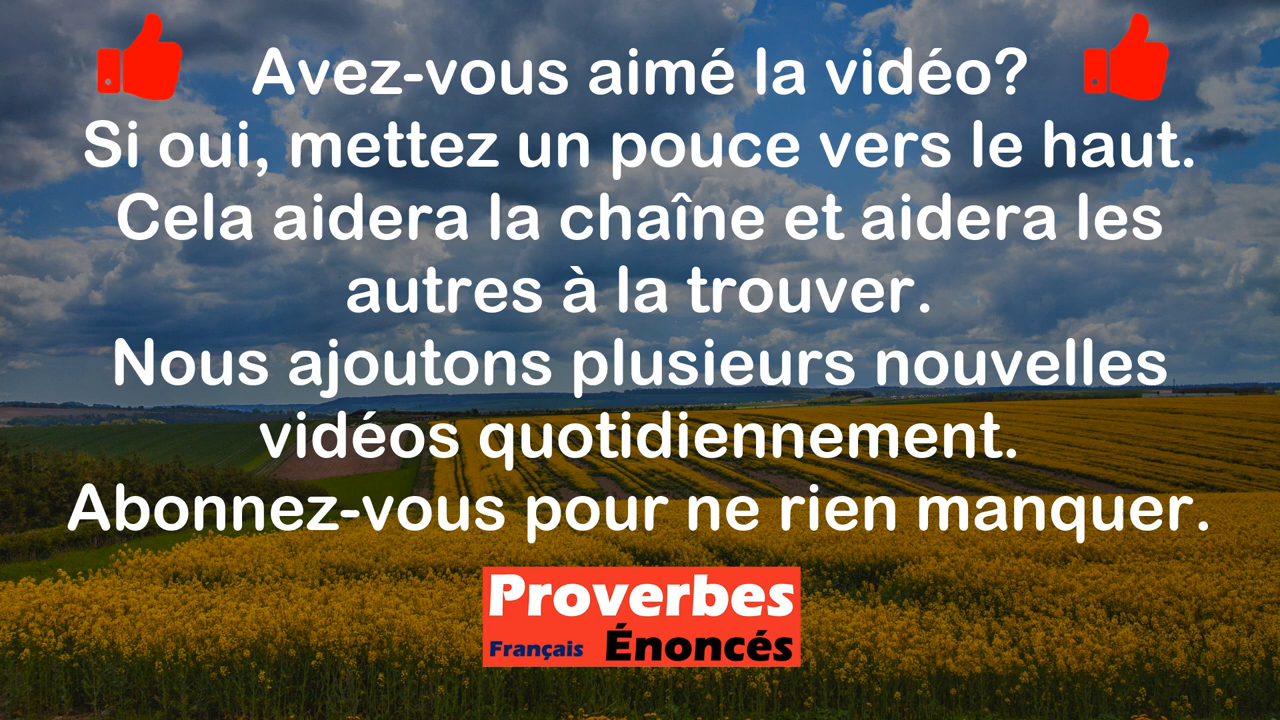 Avez-vous aimé la vidéo?
Si oui, mettez un pouce vers le haut.
Cela aidera la chaîne et aidera les
autres à la trouver.
Nous ajoutons plusieurs nouvelles
vidéos quotidiennement.
Abonnez-vous pour ne rien manquer.
Proverbes
Français Énoncés